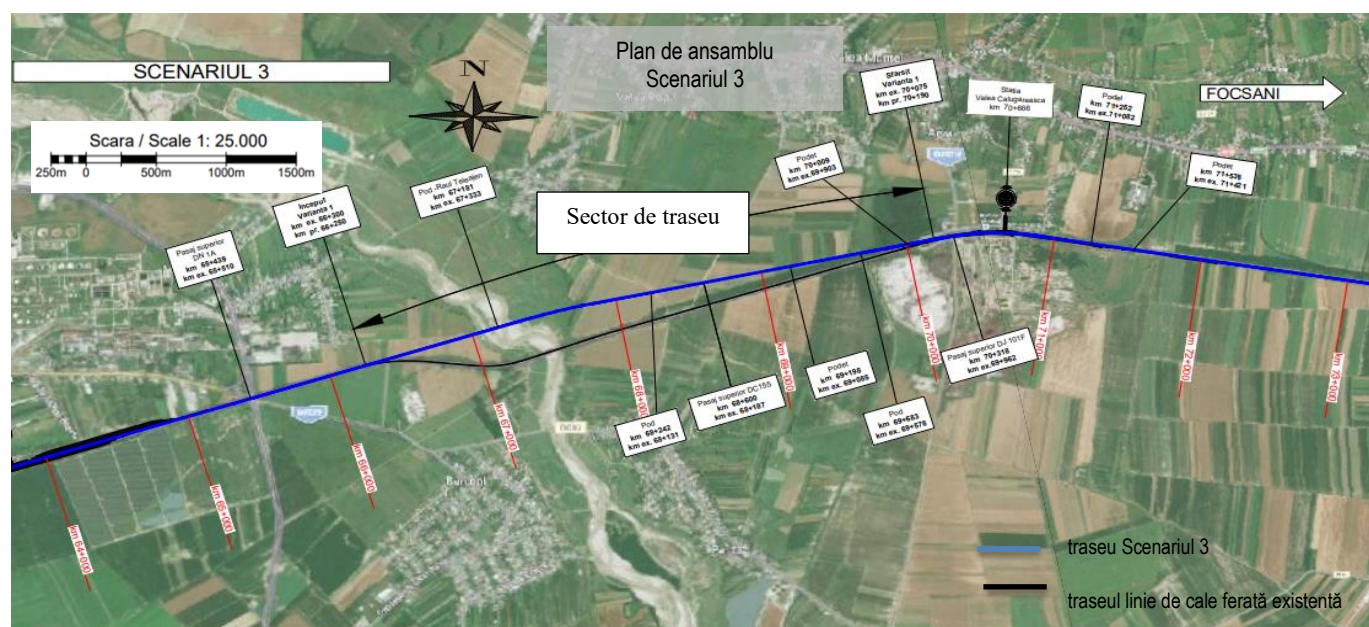 SCENARIUL 3
Plan de ansamblu
Scenariul 3
N
Scara / Scale 1: 25.000
250m 0 500m 1000m 1500m
FOCSANI
Sfarsit
Varianta 1
km ex. 70+075
km pr. 70+190
Statia
Valea Calugareasca
km 70+666
Podet
km 71+252
km ex.71+082
Podet
km 71+536
km ex. 71+421
Podet
km 70+009
km ex.69+903
Pod -Raul Teleajen
km 67+181
km ex. 67+333
Inceput
Varianta 1
km ex. 66+300
km pr. 66+250
Pasaj superior
DN 1A
km 65+439
km ex. 65+510
Sector de traseu
Pod
km 68+242
km ex. 68+131
Pasaj superior DC155
km 68+600
km ex. 68+187
Podet
km 69+198
km ex. 69+085
Pod
km 69+683
km ex. 69+578
Pasaj superior DJ 101F
km 70+318
km ex.69+962
km 64+000
km 65+000
km 66+000
km 67+000
km 68+000
km 69+000
km 70+000
km 71+000
km 72+000
km 73+000
Bucovi
traseu Scenariul 3
traseul linie de cale ferată existentă